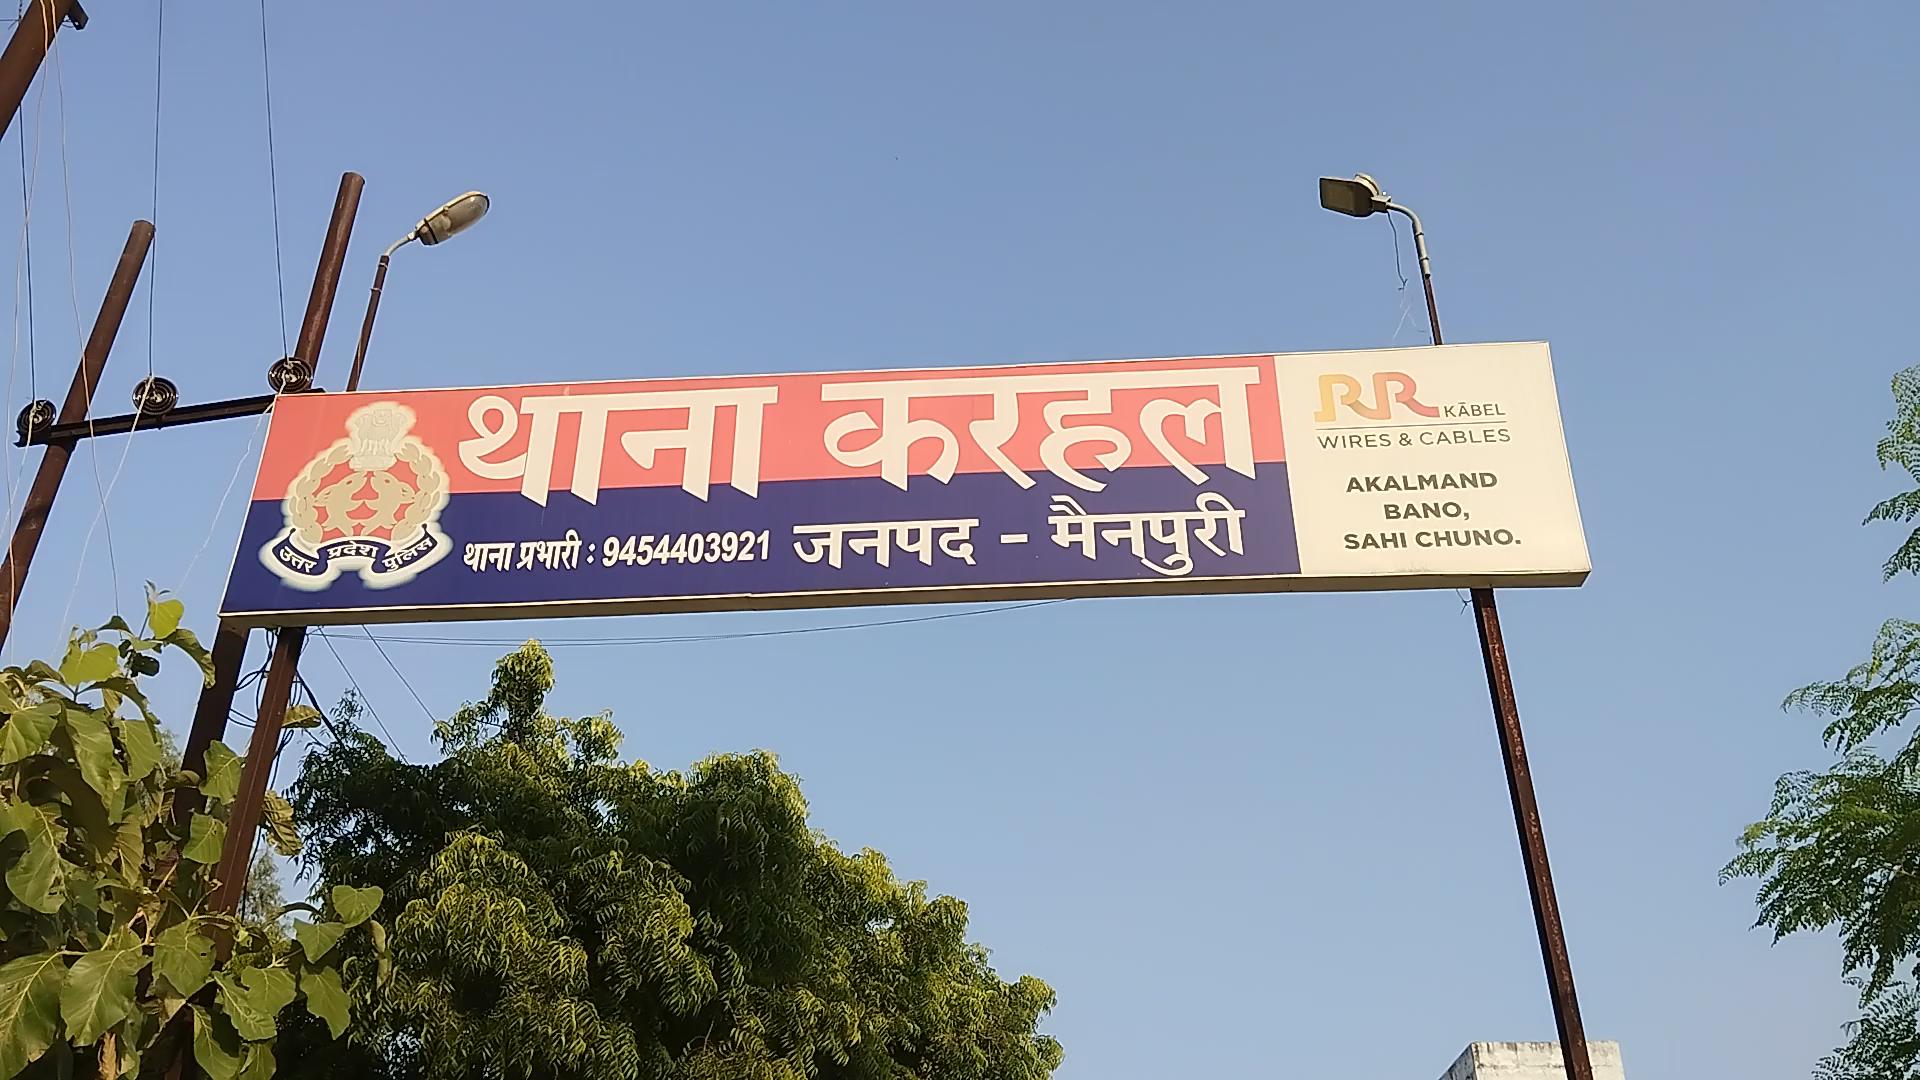 थाना करहल
थाना प्रभारी : 9454403921 जनपद - मैनपुरी
उत्तर प्रदेश पुलिस
RR KĀBEL
WIRES & CABLES
AKALMAND
BANO,
SAHI CHUNO.